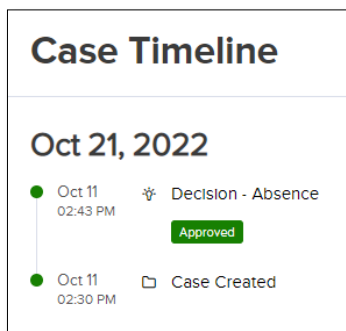 Case Timeline
Oct 21, 2022
Oct 11 Decision - Absence
02:43 PM
Approved
Oct 11 Case Created
02:30 PM